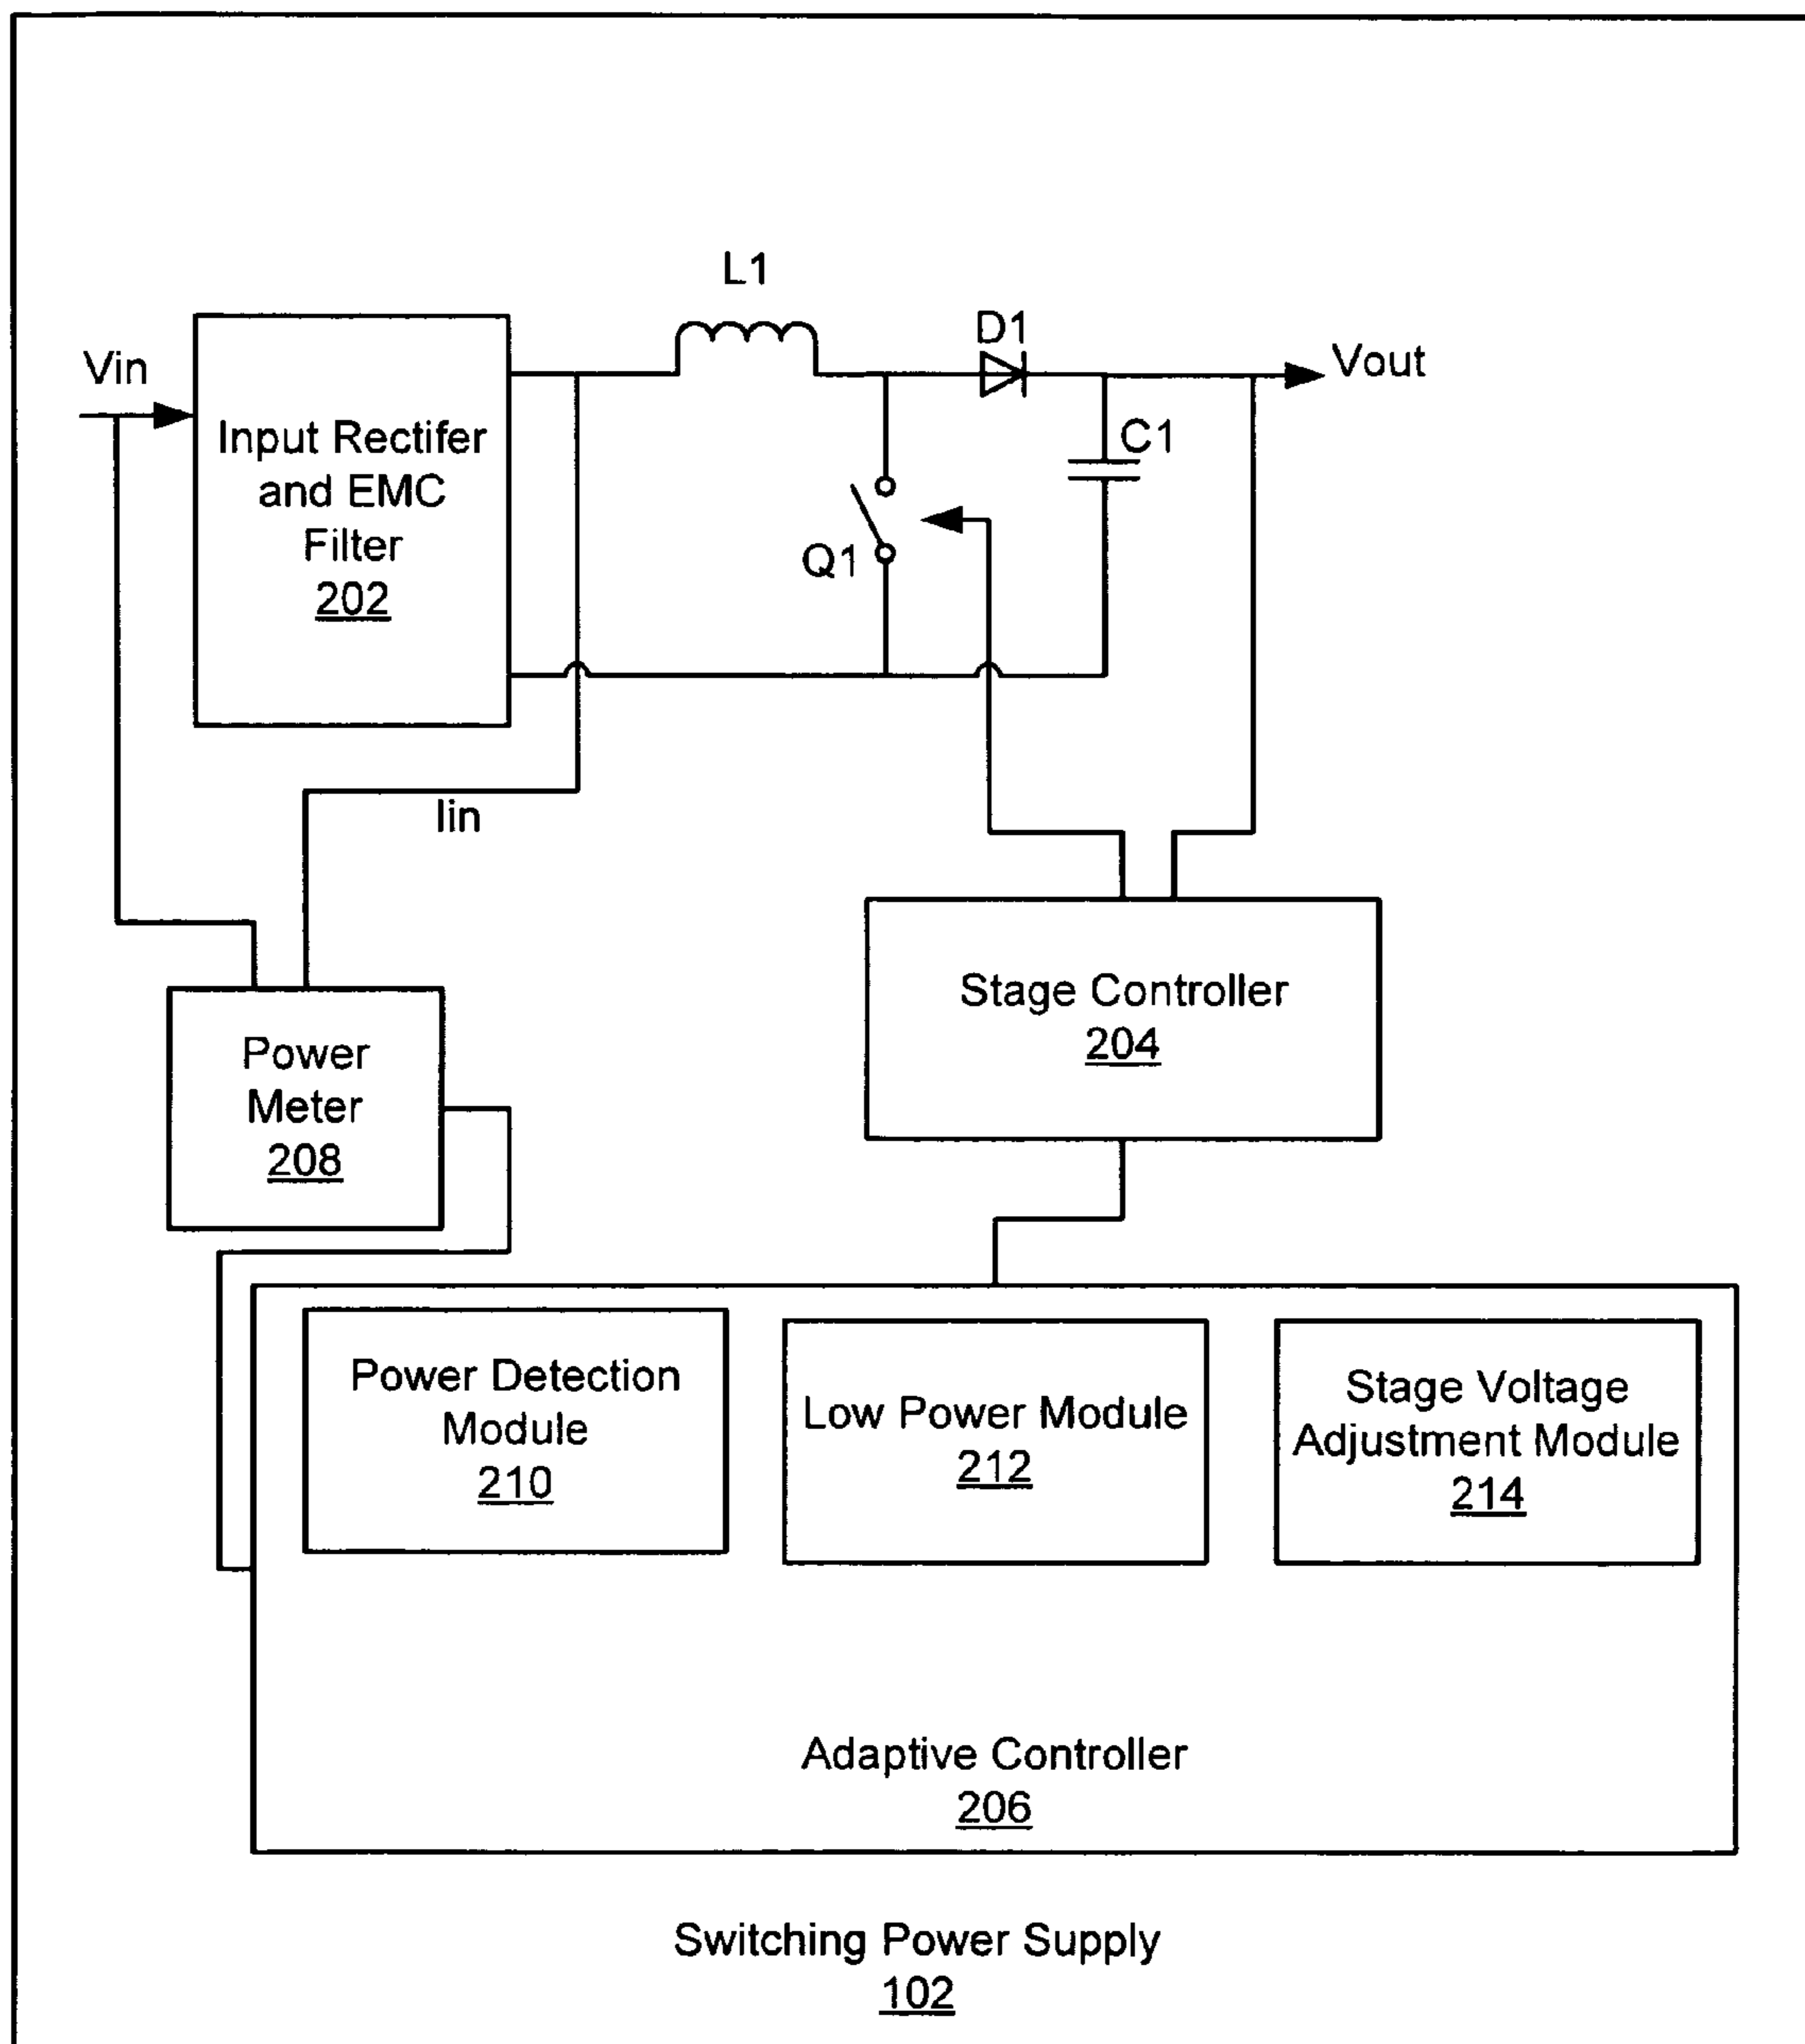 L1
D1
Vin
Vout
Input Rectifer
and EMC
Filter
202
C1
Q1
Iin
Stage Controller
204
Power
Meter
208
Power Detection
Module
210
Low Power Module
212
Stage Voltage
Adjustment Module
214
Adaptive Controller
206
Switching Power Supply
102